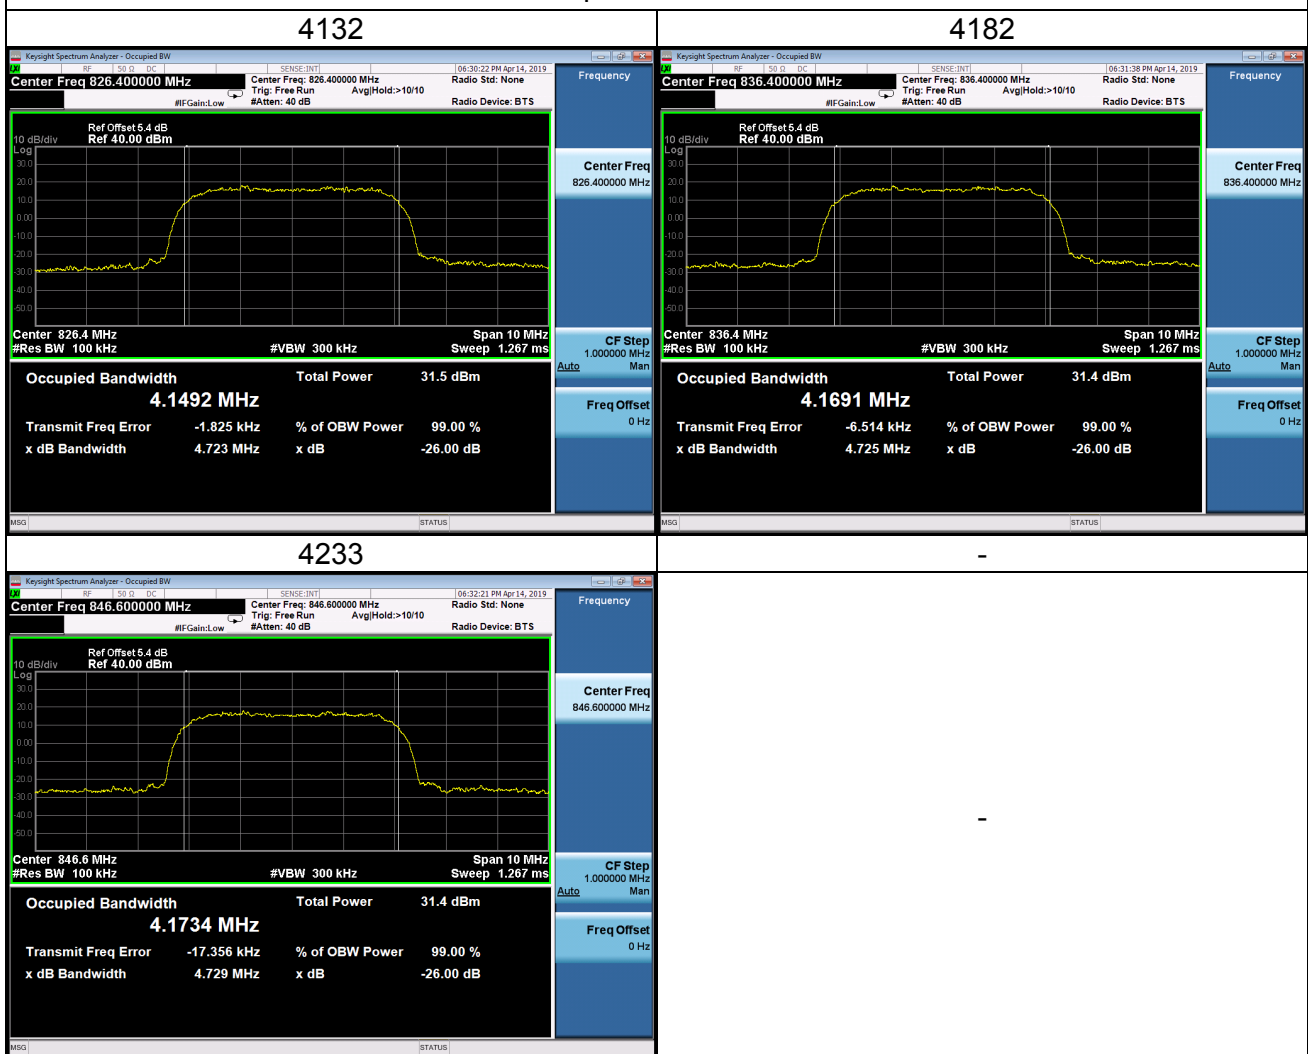 4132
4182
Keysight Spectrum Analyzer - Occupied BW
RF 50 Ω DC SENSE:INT 06:30:22 PM Apr 14, 2019
Center Freq 826.400000 MHz
Center Freq: 826.400000 MHz Radio Std: None
Trig: Free Run Avg|Hold:>10/10
#IFGain:Low #Atten: 40 dB Radio Device: BTS
Ref Offset 5.4 dB
10 dB/div Ref 40.00 dBm
Log
30.0
20.0
10.0
0.00
-10.0
-20.0
-30.0
-40.0
-50.0
Center 826.4 MHz Span 10 MHz
#Res BW 100 kHz #VBW 300 kHz Sweep 1.267 ms
Occupied Bandwidth Total Power 31.5 dBm
4.1492 MHz
Transmit Freq Error -1.825 kHz % of OBW Power 99.00 %
x dB Bandwidth 4.723 MHz x dB -26.00 dB
MSG STATUS
Frequency
Center Freq
826.400000 MHz
CF Step
1.000000 MHz
Auto Man
Freq Offset
0 Hz
Keysight Spectrum Analyzer - Occupied BW
RF 50 Ω DC SENSE:INT 06:31:38 PM Apr 14, 2019
Center Freq 836.400000 MHz
Center Freq: 836.400000 MHz Radio Std: None
Trig: Free Run Avg|Hold:>10/10
#IFGain:Low #Atten: 40 dB Radio Device: BTS
Ref Offset 5.4 dB
10 dB/div Ref 40.00 dBm
Log
30.0
20.0
10.0
0.00
-10.0
-20.0
-30.0
-40.0
-50.0
Center 836.4 MHz Span 10 MHz
#Res BW 100 kHz #VBW 300 kHz Sweep 1.267 ms
Occupied Bandwidth Total Power 31.4 dBm
4.1691 MHz
Transmit Freq Error -6.514 kHz % of OBW Power 99.00 %
x dB Bandwidth 4.725 MHz x dB -26.00 dB
MSG STATUS
Frequency
Center Freq
836.400000 MHz
CF Step
1.000000 MHz
Auto Man
Freq Offset
0 Hz
4233
-
Keysight Spectrum Analyzer - Occupied BW
RF 50 Ω DC SENSE:INT 06:32:21 PM Apr 14, 2019
Center Freq 846.600000 MHz
Center Freq: 846.600000 MHz Radio Std: None
Trig: Free Run Avg|Hold:>10/10
#IFGain:Low #Atten: 40 dB Radio Device: BTS
Ref Offset 5.4 dB
10 dB/div Ref 40.00 dBm
Log
30.0
20.0
10.0
0.00
-10.0
-20.0
-30.0
-40.0
-50.0
Center 846.6 MHz Span 10 MHz
#Res BW 100 kHz #VBW 300 kHz Sweep 1.267 ms
Occupied Bandwidth Total Power 31.4 dBm
4.1734 MHz
Transmit Freq Error -17.356 kHz % of OBW Power 99.00 %
x dB Bandwidth 4.729 MHz x dB -26.00 dB
MSG STATUS
Frequency
Center Freq
846.600000 MHz
CF Step
1.000000 MHz
Auto Man
Freq Offset
0 Hz
-